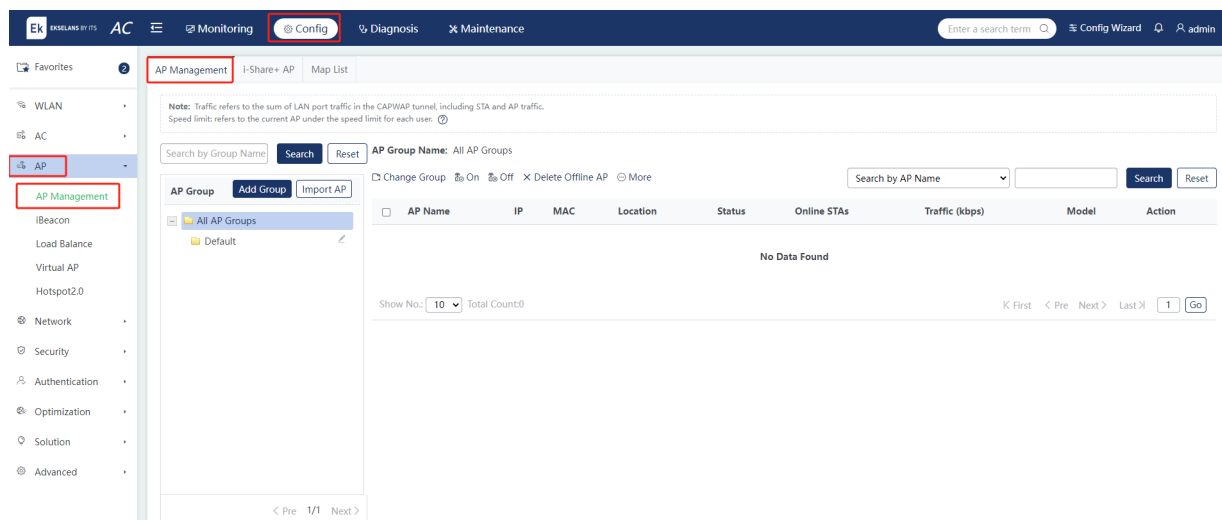 Ek EKSELANS BY ITS AC Monitoring Config Diagnosis Maintenance Enter a search term Config Wizard admin
Favorites 2
AP Management i-Share+ AP Map List
WLAN
AC
AP
AP Management
iBeacon
Load Balance
Virtual AP
Hotspot2.0
Network
Security
Authentication
Optimization
Solution
Advanced
Note: Traffic refers to the sum of LAN port traffic in the CAPWAP tunnel, including STA and AP traffic.
Speed limit: refers to the current AP under the speed limit for each user.
Search by Group Name Search Reset
AP Group Add Group Import AP
All AP Groups
Default
< Pre 1/1 Next >
AP Group Name: All AP Groups
Change Group On Off Delete Offline AP More Search by AP Name Search Reset
AP Name IP MAC Location Status Online STAs Traffic (kbps) Model Action
No Data Found
Show No.: 10 Total Count:0 First < Pre Next > Last 1 Go